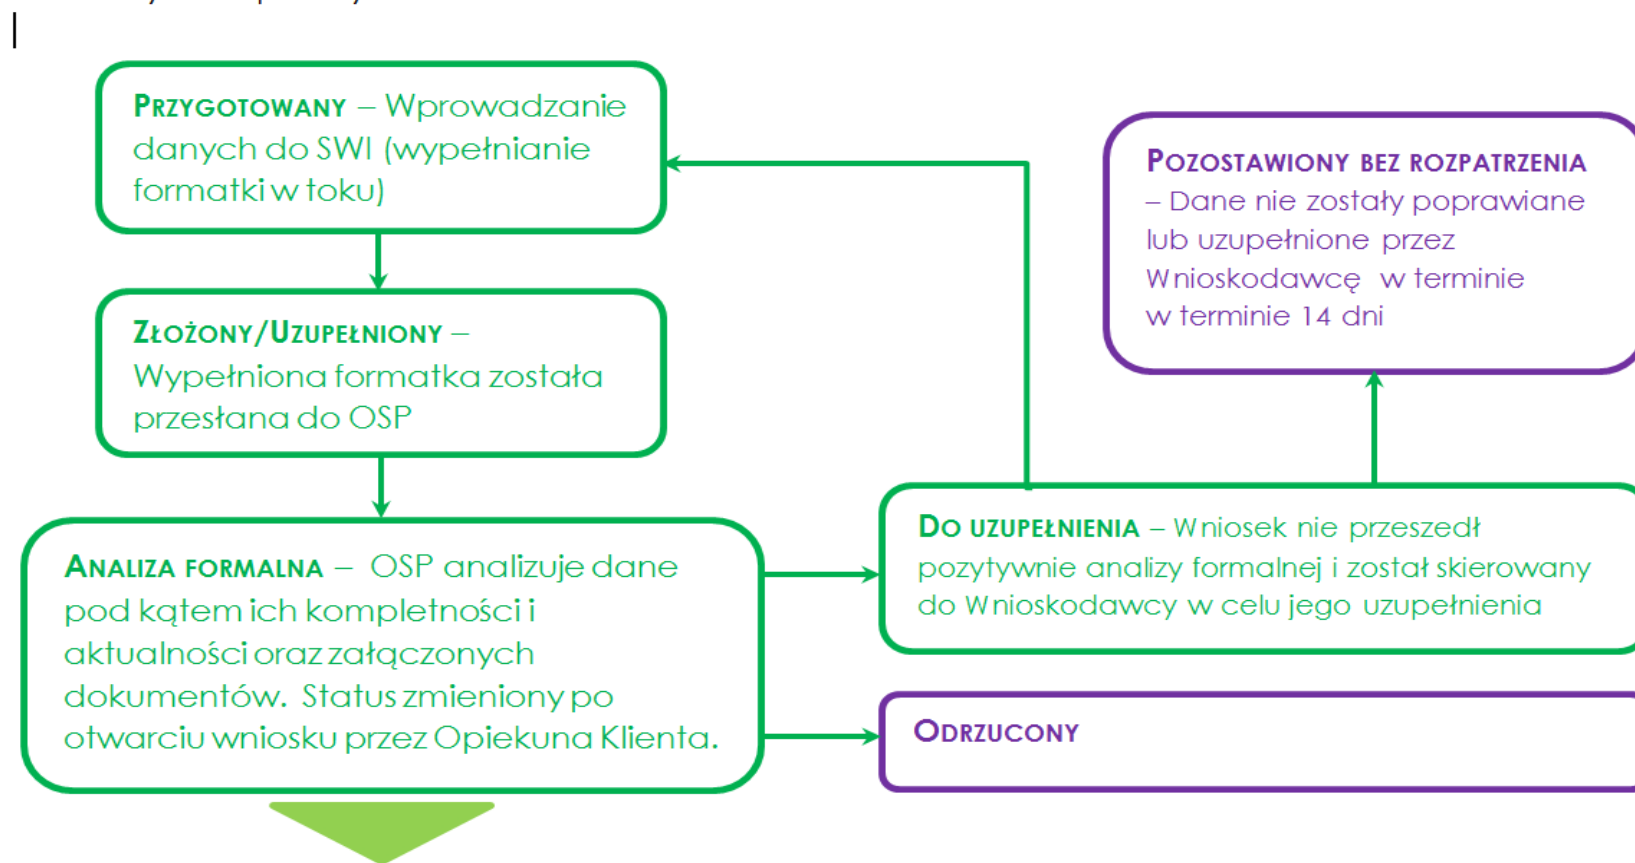 PRZYGOTOWANY – Wprowadzanie
danych do SWI (wypełnianie
formatki w toku)
ZŁOŻONY/UZUPEŁNIONY –
Wypełniona formatka została
przesłana do OSP
ANALIZA FORMALNA – OSP analizuje dane
pod kątem ich kompletności i
aktualności oraz załączonych
dokumentów. Status zmieniony po
otwarciu wniosku przez Opiekuna Klienta.
POZOSTAWIONY BEZ ROZPATRZENIA
– Dane nie zostały poprawiane
lub uzupełnione przez
Wnioskodawcę w terminie
w terminie 14 dni
DO UZUPEŁNIENIA – Wniosek nie przeszedł
pozytywnie analizy formalnej i został skierowany
do Wnioskodawcy w celu jego uzupełnienia
ODRZUCONY